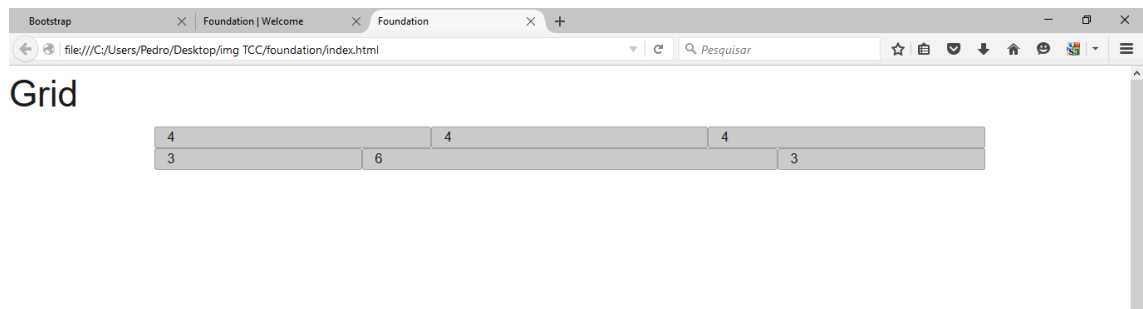 Bootstrap Foundation | Welcome Foundation
file:///C:/Users/Pedro/Desktop/img TCC/foundation/index.html Pesquisar
Grid
4 4 4
3 6 3